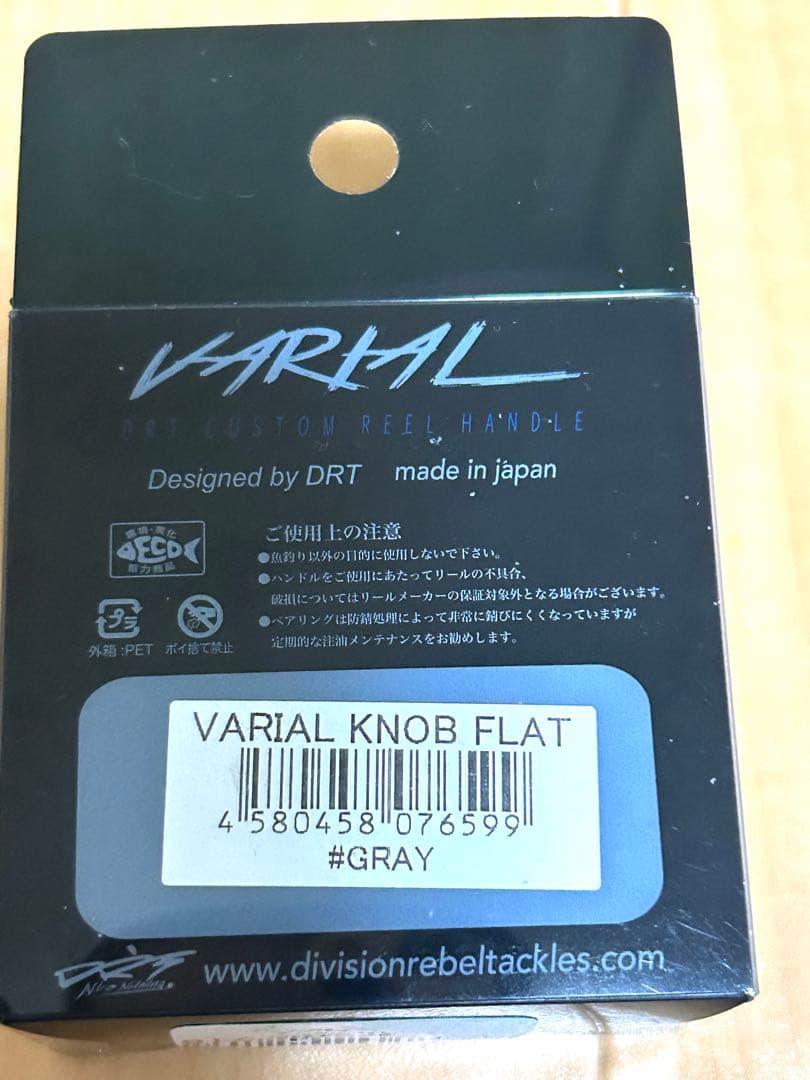 VARIAL
DRT CUSTOM REEL HANDLE
Designed by DRT made in japan
環境・美化
ECO
協力商品
プラ
外箱:PET ポイ捨て禁止
ご使用上の注意
●魚釣り以外の目的に使用しないで下さい。
●ハンドルをご使用にあたってリールの不具合、
破損についてはリールメーカーの保証対象外となる場合がございます。
●ベアリングは防錆処理によって非常に錆びにくくなっていますが
定期的な注油メンテナンスをお勧めします。
VARIAL KNOB FLAT
4 580458 076599
#GRAY
DRT
www.divisionrebeltackles.com